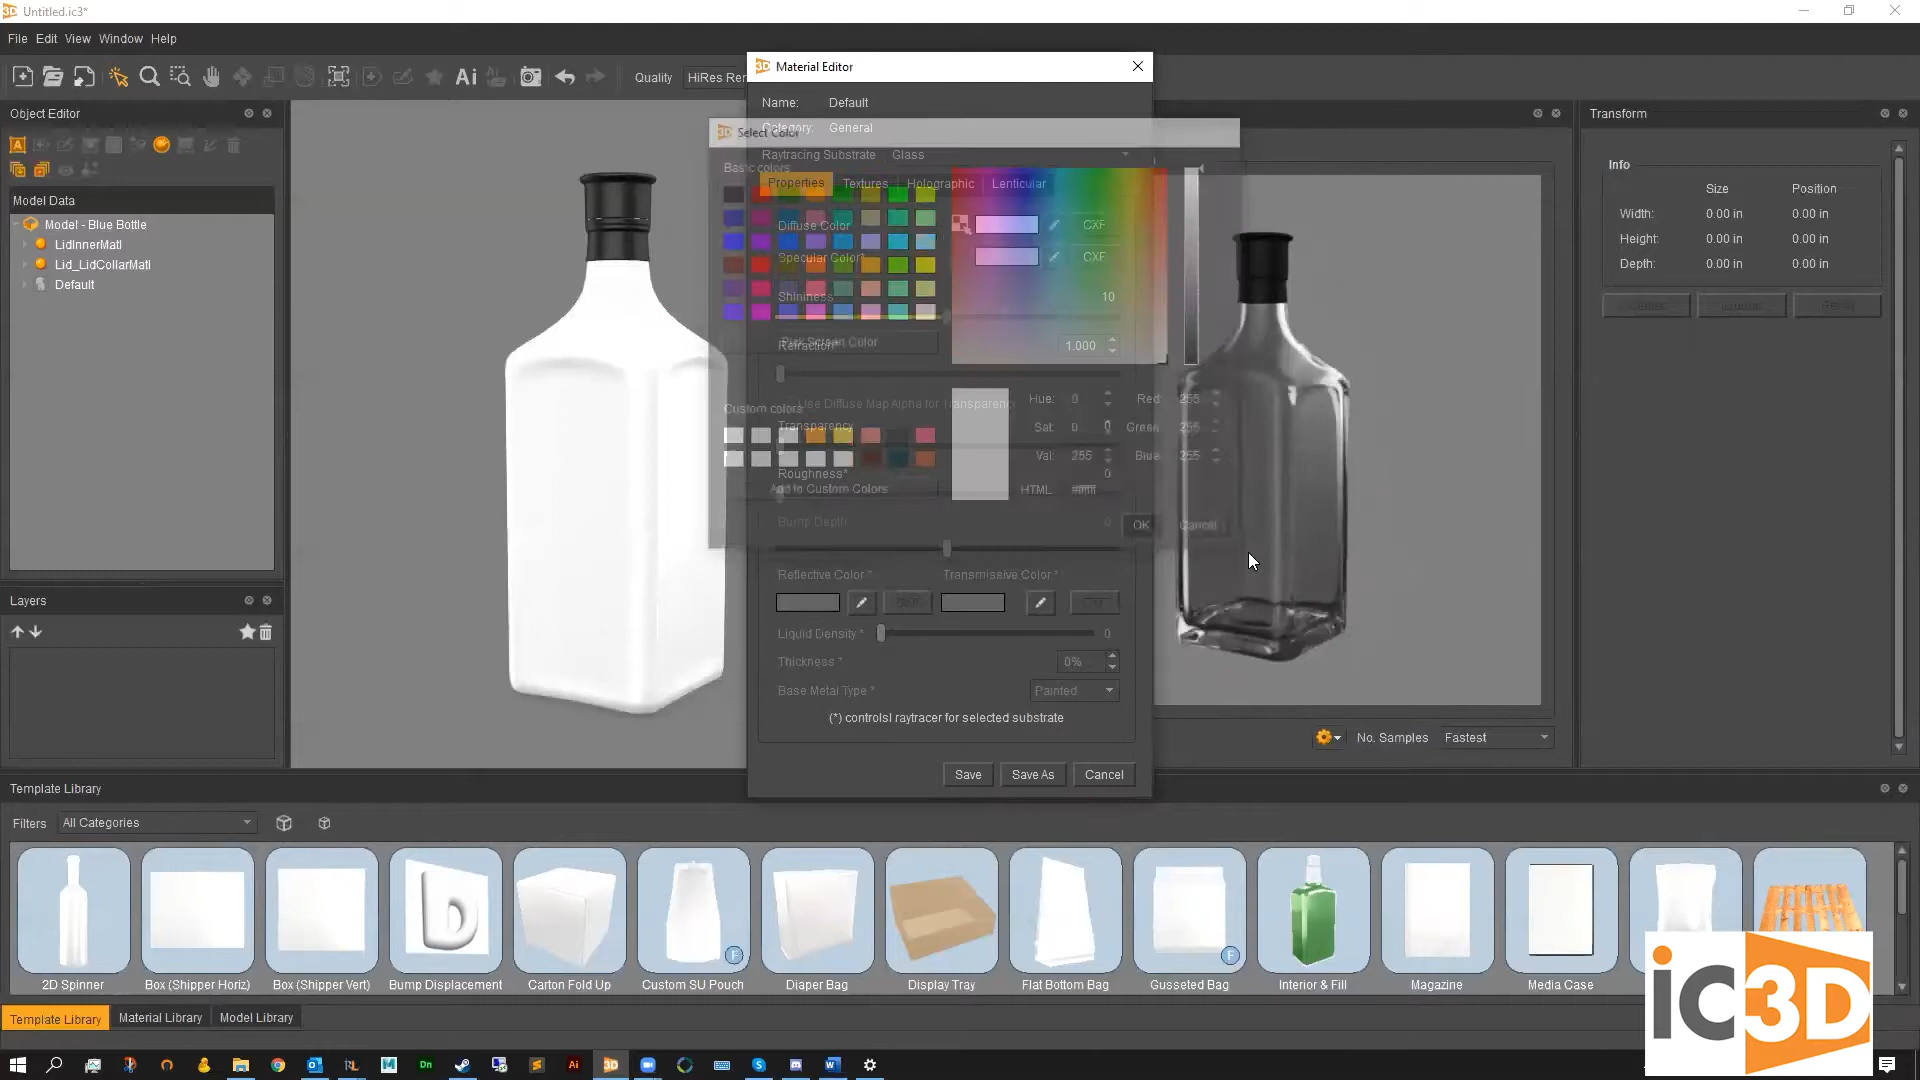 Untitled.ic3*
File Edit View Window Help
Ai Quality HiRes Ren
Object Editor
Model Data
Model - Blue Bottle
LidInnerMatl
Lid_LidCollarMatl
Default
Layers
Material Editor
Name: Default
Category: General
Raytracing Substrate Glass
Properties Textures Holographic Lenticular
Diffuse Color CXF
Specular Color* CXF
Shininess 10
Refraction* 1.000
Use Diffuse Map Alpha for Transparency
Transparency
Roughness* 0
Bump Depth 0
Reflective Color * Transmissive Color *
Liquid Density * 0
Thickness * 0%
Base Metal Type * Painted
(*) controlsl raytracer for selected substrate
Save Save As Cancel
Select Color
Basic colors
Pick Screen Color
Custom colors
Add to Custom Colors
Hue: 0 Red: 255
Sat: 0 Green: 255
Val: 255 Blue: 255
HTML: #ffffff
OK Cancel
No. Samples Fastest
Transform
Info
Size Position
Width: 0.00 in 0.00 in
Height: 0.00 in 0.00 in
Depth: 0.00 in 0.00 in
Template Library
Filters All Categories
2D Spinner
Box (Shipper Horiz)
Box (Shipper Vert)
Bump Displacement
Carton Fold Up
Custom SU Pouch
Diaper Bag
Display Tray
Flat Bottom Bag
Gusseted Bag
Interior & Fill
Magazine
Media Case
Template Library Material Library Model Library
iC3D